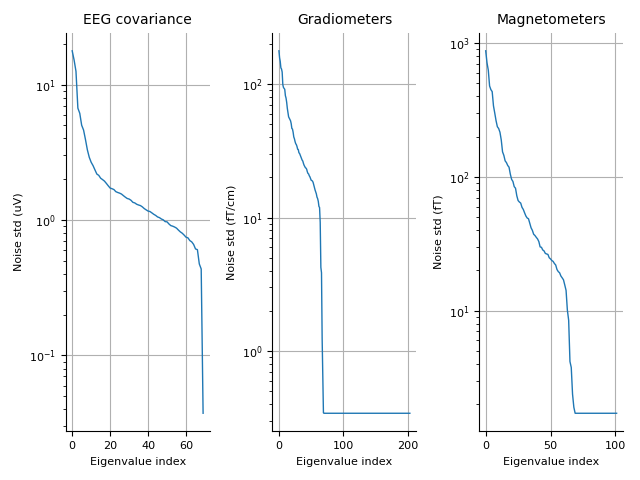 EEG covariance
Noise std (uV)
10¹
10⁰
10⁻¹
0 20 40 60
Eigenvalue index
Gradiometers
Noise std (fT/cm)
10²
10¹
10⁰
0 100 200
Eigenvalue index
Magnetometers
Noise std (fT)
10³
10²
10¹
0 50 100
Eigenvalue index